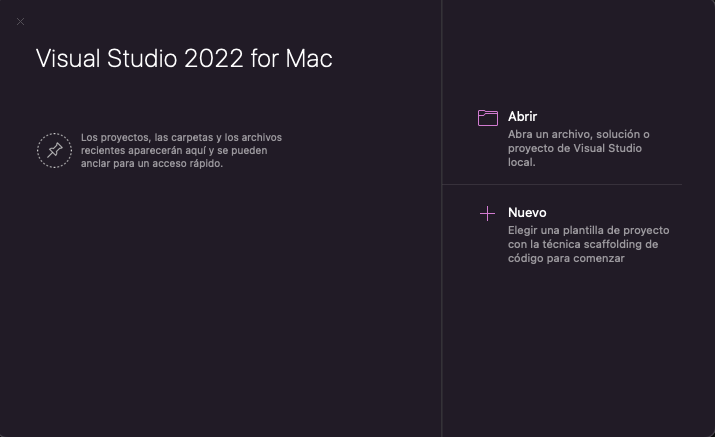 Visual Studio 2022 for Mac
Los proyectos, las carpetas y los archivos
recientes aparecerán aquí y se pueden
anclar para un acceso rápido.
Abrir
Abra un archivo, solución o
proyecto de Visual Studio
local.
Nuevo
Elegir una plantilla de proyecto
con la técnica scaffolding de
código para comenzar